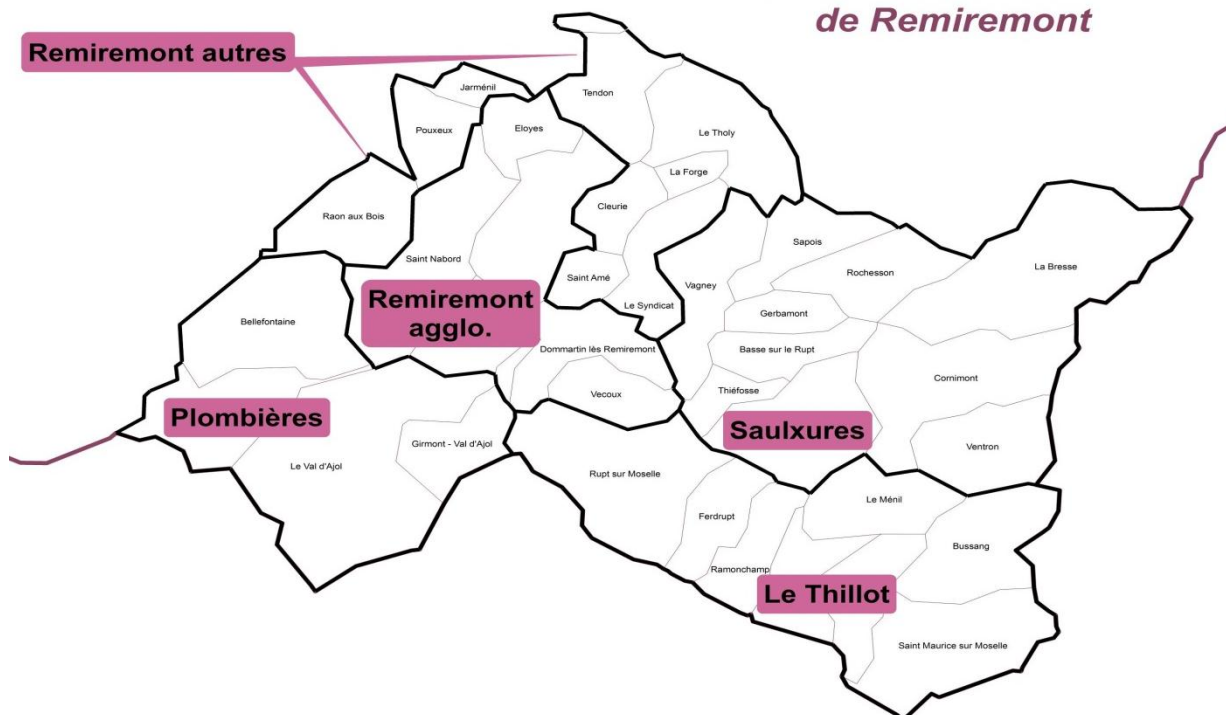 de Remiremont
Remiremont autres
Jarménil
Tendon
Pouxeux
Eloyes
Le Tholy
La Forge
Cleurie
Raon aux Bois
Sapois
Saint Nabord
La Bresse
Rochesson
Saint Amé
Vagney
Remiremont
agglo.
Le Syndicat
Gerbamont
Bellefontaine
Dommartin lés Remiremont
Basse sur le Rupt
Cornimont
Thiéfosse
Vecoux
Plombières
Saulxures
Girmont - Val d'Ajol
Ventron
Le Val d'Ajol
Rupt sur Moselle
Le Ménil
Ferdrupt
Bussang
Ramonchamp
Le Thillot
Saint Maurice sur Moselle